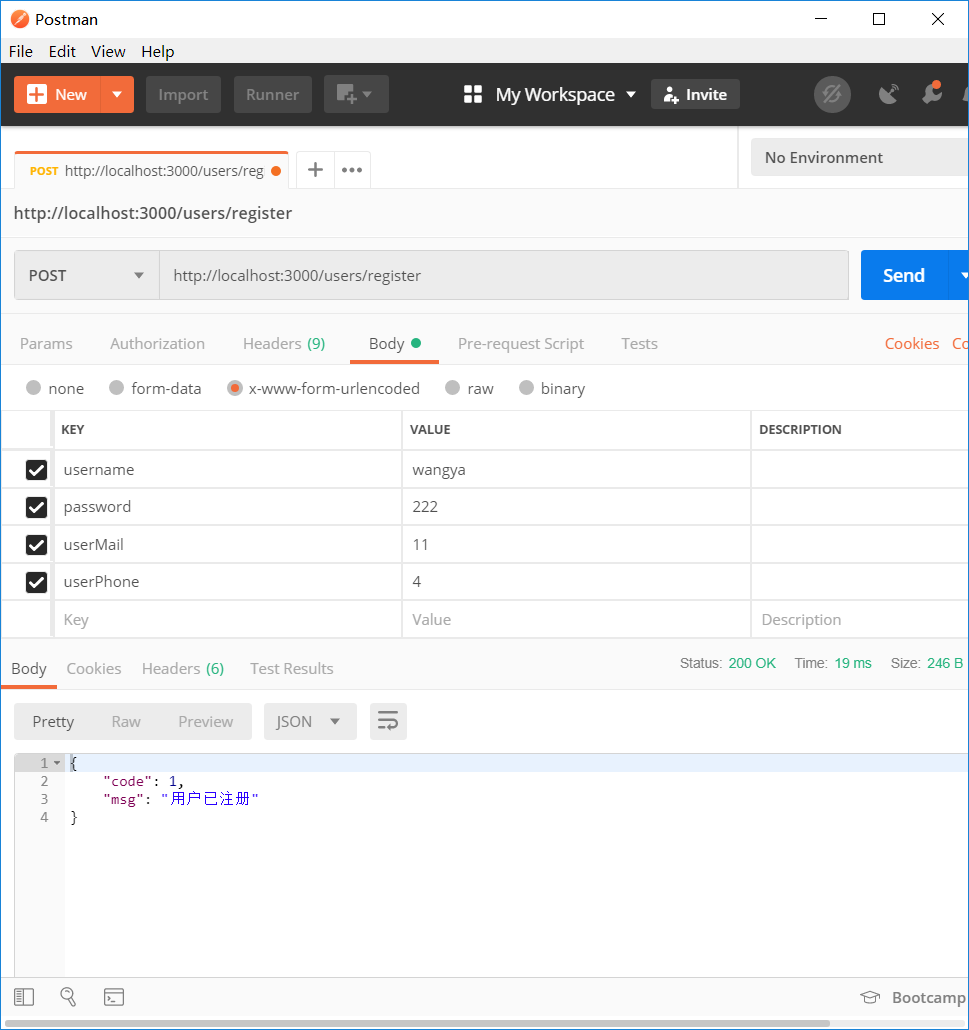 Postman
File Edit View Help
New Import Runner My Workspace Invite
POST http://localhost:3000/users/reg No Environment
http://localhost:3000/users/register
POST http://localhost:3000/users/register Send
Params Authorization Headers (9) Body Pre-request Script Tests Cookies Co
none form-data x-www-form-urlencoded raw binary
KEY VALUE DESCRIPTION
username wangya
password 222
userMail 11
userPhone 4
Key Value Description
Body Cookies Headers (6) Test Results Status: 200 OK Time: 19 ms Size: 246 B
Pretty Raw Preview JSON
1 {
2 "code": 1,
3 "msg": "用户已注册"
4 }
Bootcamp